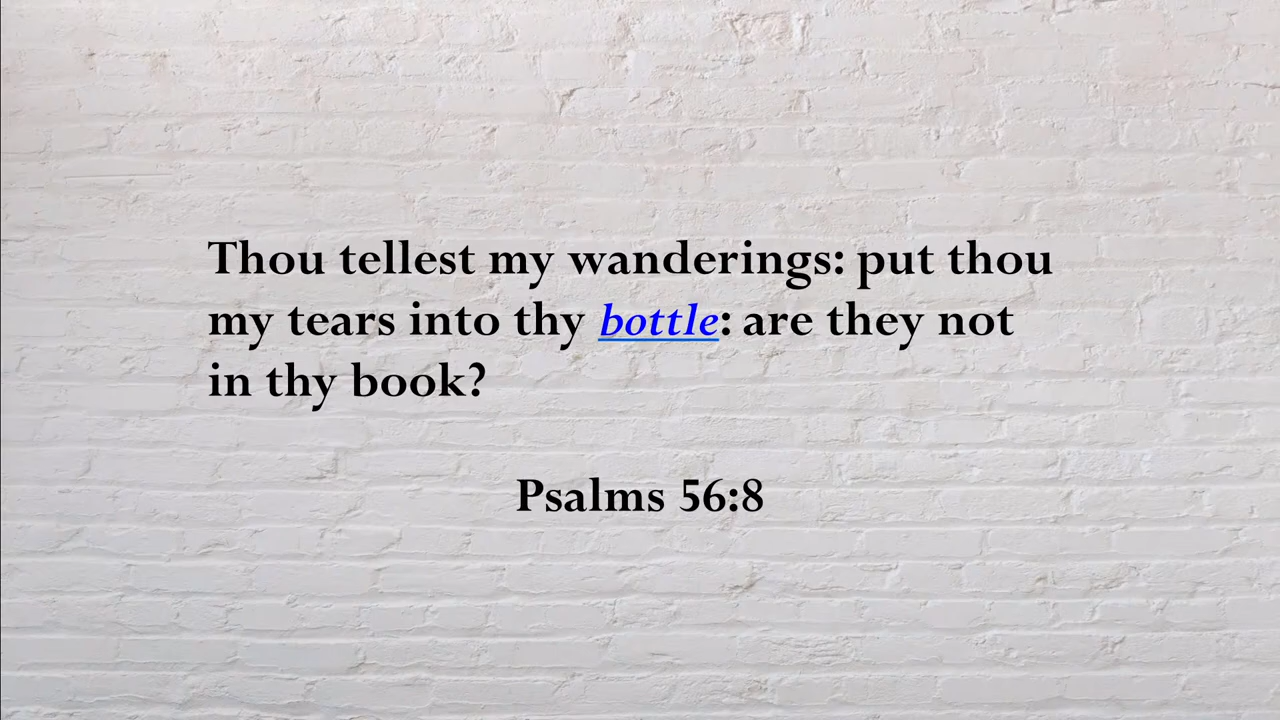 Thou tellest my wanderings: put thou
my tears into thy bottle: are they not
in thy book?
Psalms 56:8